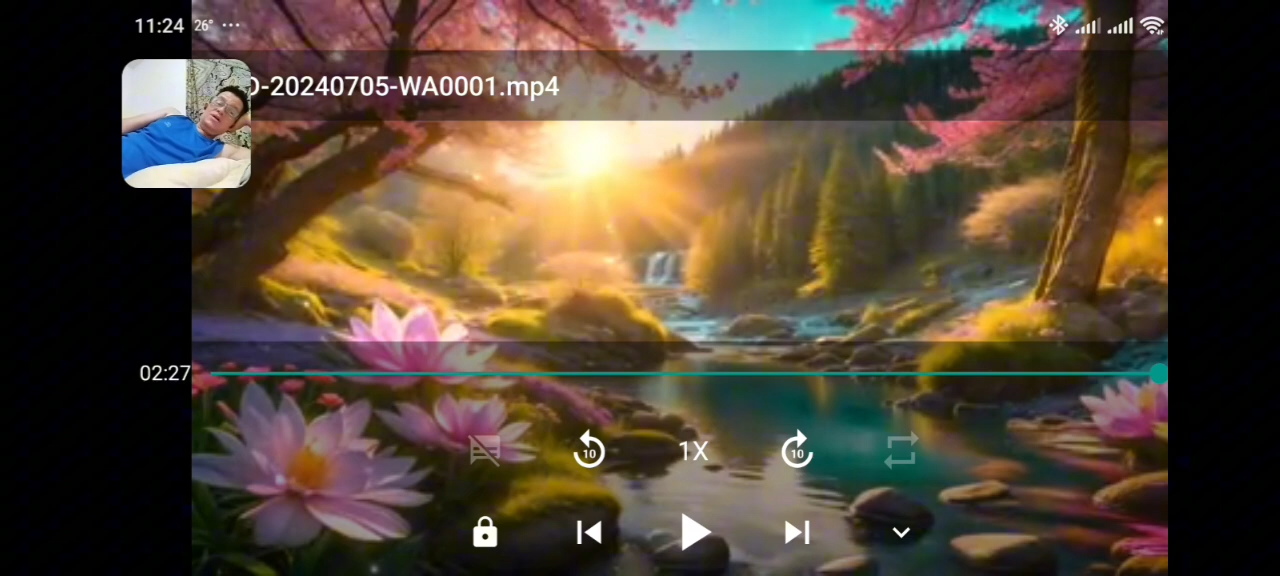 11:24 26° ...
D-20240705-WA0001.mp4
02:27
10 1X 10